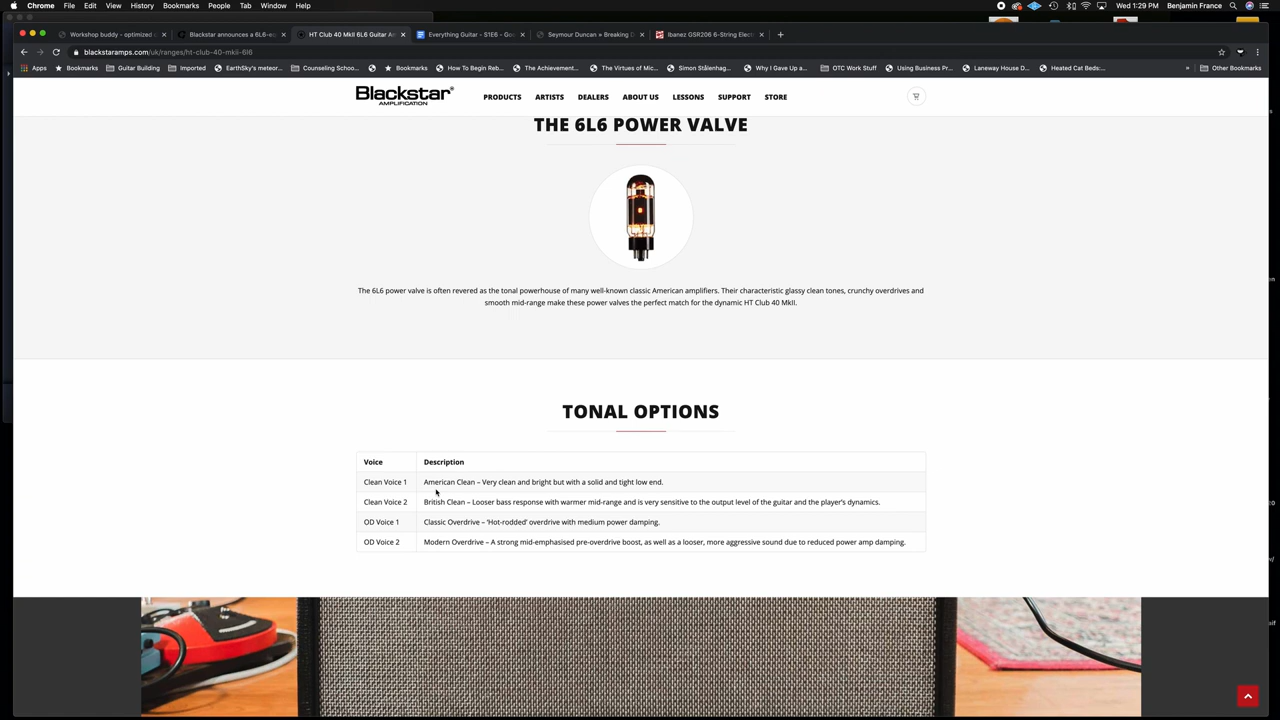 Chrome File Edit View History Bookmarks People Tab Window Help Wed 1:29 PM Benjamin France
Workshop buddy - optimized s Blackstar announces a 6L6-eq HT Club 40 MkII 6L6 Guitar Am Everything Guitar - S1E6 - Goo Seymour Duncan » Breaking D Ibanez GSR206 6-String Electr
blackstaramps.com/uk/ranges/ht-club-40-mkii-6l6
Apps Bookmarks Guitar Building Imported EarthSky's meteor... Counseling Schoo... Bookmarks How To Begin Reb... The Achievement... The Virtues of Mic... Simon Stålenhag... Why I Gave Up a... OTC Work Stuff Using Business Pr... Laneway House D... Heated Cat Beds:... » Other Bookmarks
Blackstar
AMPLIFICATION
PRODUCTS ARTISTS DEALERS ABOUT US LESSONS SUPPORT STORE
THE 6L6 POWER VALVE
The 6L6 power valve is often revered as the tonal powerhouse of many well-known classic American amplifiers. Their characteristic glassy clean tones, crunchy overdrives and
smooth mid-range make these power valves the perfect match for the dynamic HT Club 40 MkII.
TONAL OPTIONS
Voice Description
Clean Voice 1 American Clean – Very clean and bright but with a solid and tight low end.
Clean Voice 2 British Clean – Looser bass response with warmer mid-range and is very sensitive to the output level of the guitar and the player's dynamics.
OD Voice 1 Classic Overdrive – 'Hot-rodded' overdrive with medium power damping.
OD Voice 2 Modern Overdrive – A strong mid-emphasised pre-overdrive boost, as well as a looser, more aggressive sound due to reduced power amp damping.